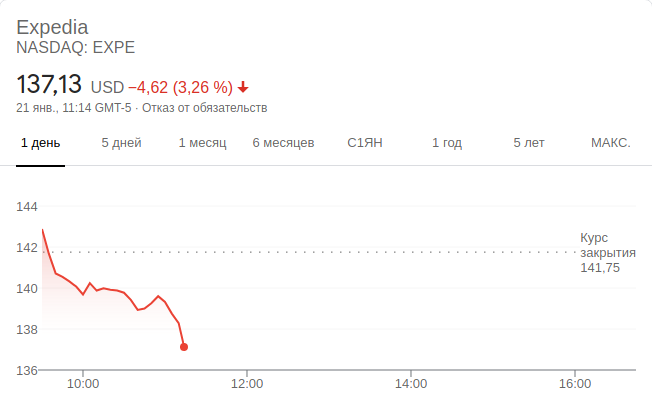 Expedia
NASDAQ: EXPE
137,13 USD −4,62 (3,26 %)
21 янв., 11:14 GMT-5 · Отказ от обязательств
1 день 5 дней 1 месяц 6 месяцев С1ЯН 1 год 5 лет МАКС.
144
142
140
138
136
Курс
закрытия
141,75
10:00 12:00 14:00 16:00